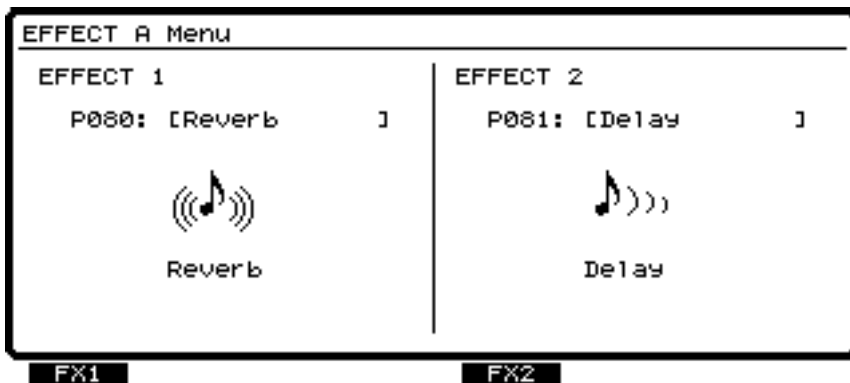 EFFECT A Menu
EFFECT 1
P080: [Reverb ]
Reverb
EFFECT 2
P081: [Delay ]
Delay
FX1
FX2